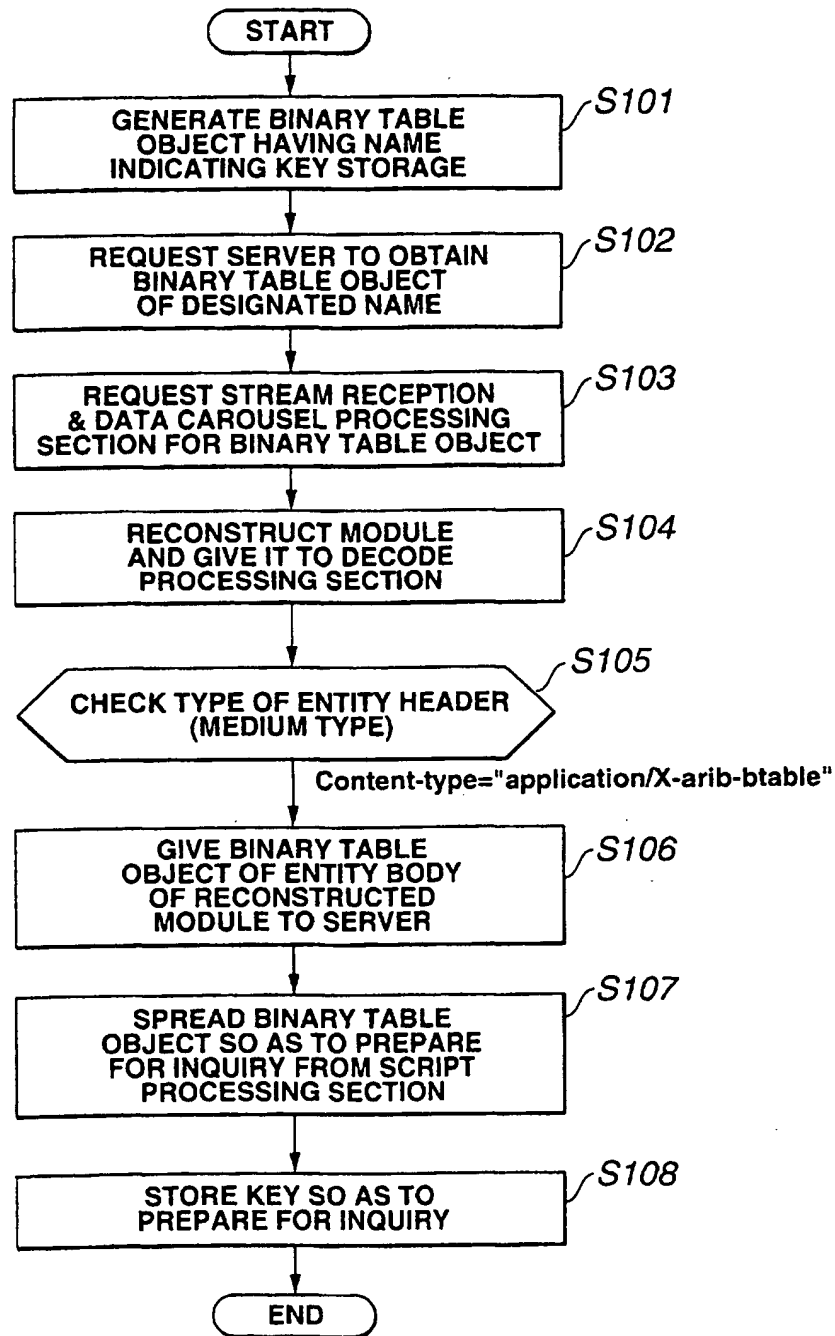 START
S101
GENERATE BINARY TABLE
OBJECT HAVING NAME
INDICATING KEY STORAGE
S102
REQUEST SERVER TO OBTAIN
BINARY TABLE OBJECT
OF DESIGNATED NAME
S103
REQUEST STREAM RECEPTION
& DATA CAROUSEL PROCESSING
SECTION FOR BINARY TABLE OBJECT
S104
RECONSTRUCT MODULE
AND GIVE IT TO DECODE
PROCESSING SECTION
S105
CHECK TYPE OF ENTITY HEADER
(MEDIUM TYPE)
Content-type="application/X-arib-btable"
S106
GIVE BINARY TABLE
OBJECT OF ENTITY BODY
OF RECONSTRUCTED
MODULE TO SERVER
S107
SPREAD BINARY TABLE
OBJECT SO AS TO PREPARE
FOR INQUIRY FROM SCRIPT
PROCESSING SECTION
S108
STORE KEY SO AS TO
PREPARE FOR INQUIRY
END